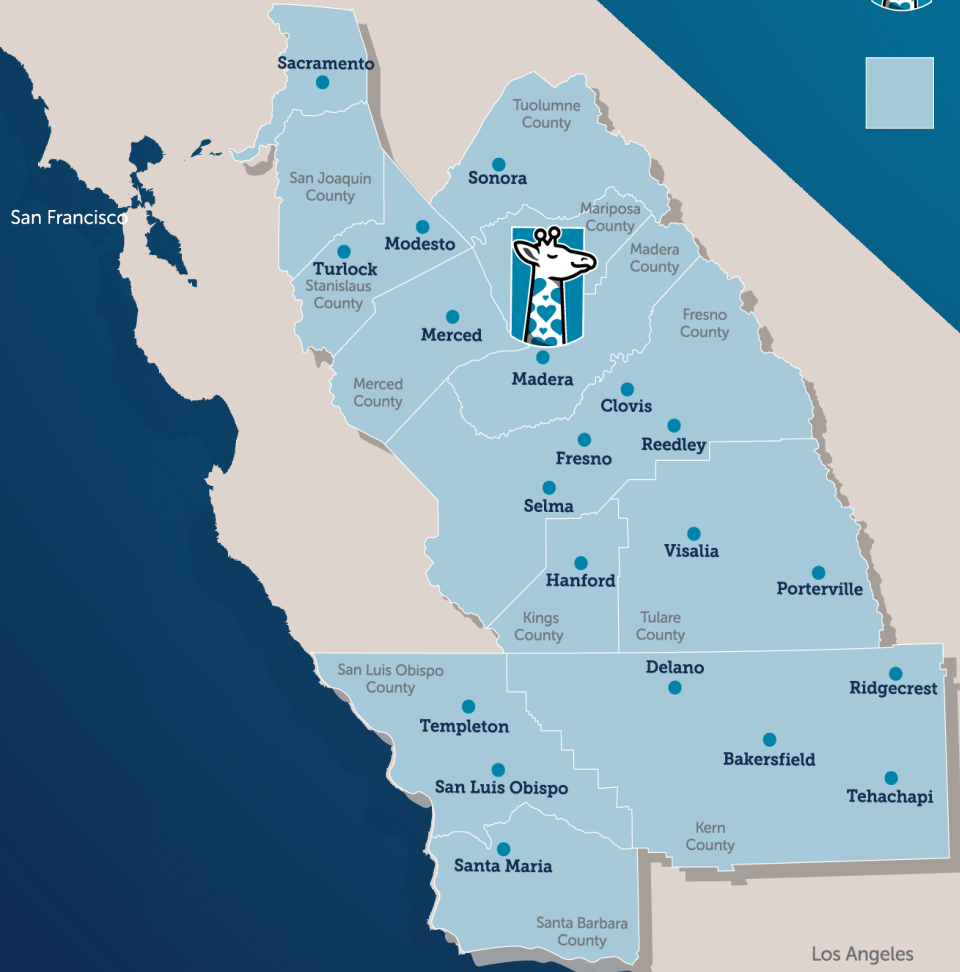 Sacramento
Tuolumne
County
Sonora
San Joaquin
County
Mariposa
County
San Francisco
Modesto
Madera
County
Turlock
Stanislaus
County
Fresno
County
Merced
Madera
Merced
County
Clovis
Reedley
Fresno
Selma
Visalia
Hanford
Porterville
Kings
County
Tulare
County
San Luis Obispo
County
Delano
Ridgecrest
Templeton
Bakersfield
San Luis Obispo
Tehachapi
Kern
County
Santa Maria
Santa Barbara
County
Los Angeles